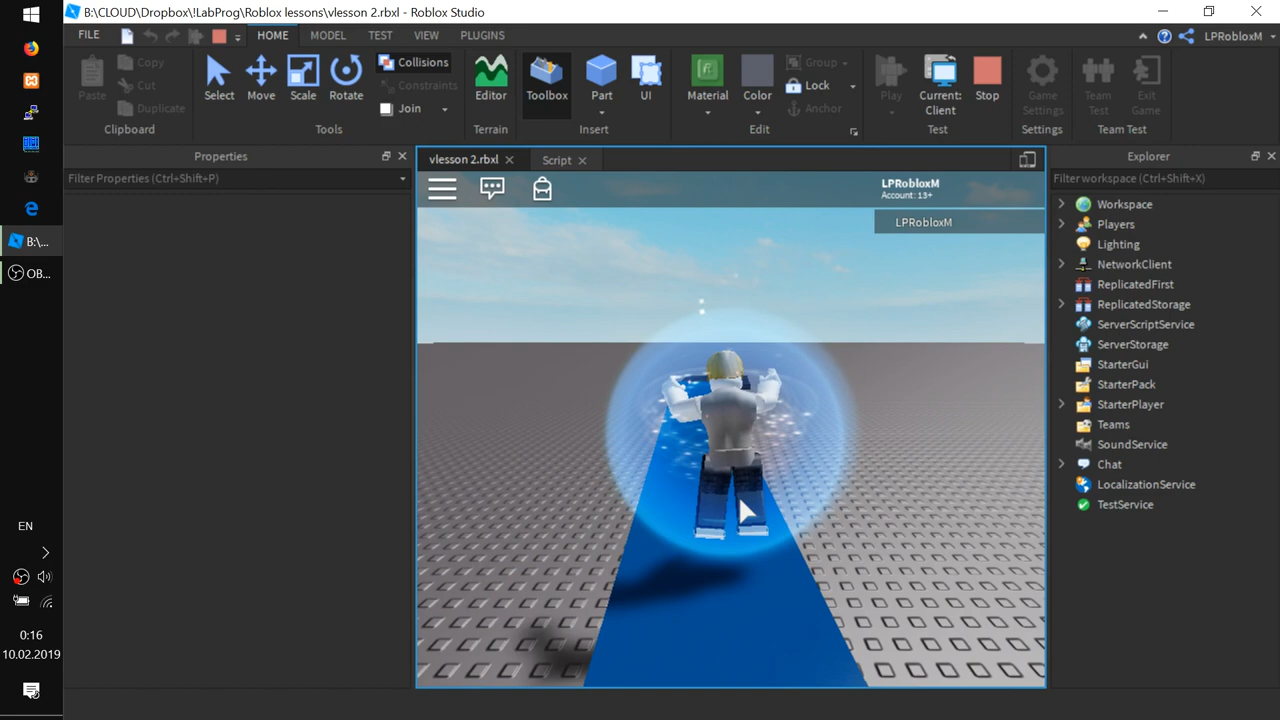 B:\CLOUD\Dropbox\!LabProg\Roblox lessons\vlesson 2.rbxl - Roblox Studio
FILE HOME MODEL TEST VIEW PLUGINS LPRobloxM
Paste Copy Cut Duplicate Select Move Scale Rotate Collisions Constraints Join Editor Toolbox Part UI Material Color Group Lock Anchor Play Current: Client Stop Game Settings Team Test Exit Game
Clipboard Tools Terrain Insert Edit Test Settings Team Test
Properties
Filter Properties (Ctrl+Shift+P)
vlesson 2.rbxl Script
LPRobloxM
Account: 13+
LPRobloxM
Explorer
Filter workspace (Ctrl+Shift+X)
Workspace
Players
Lighting
NetworkClient
ReplicatedFirst
ReplicatedStorage
ServerScriptService
ServerStorage
StarterGui
StarterPack
StarterPlayer
Teams
SoundService
Chat
LocalizationService
TestService
B:\...
OB...
EN
0:16
10.02.2019